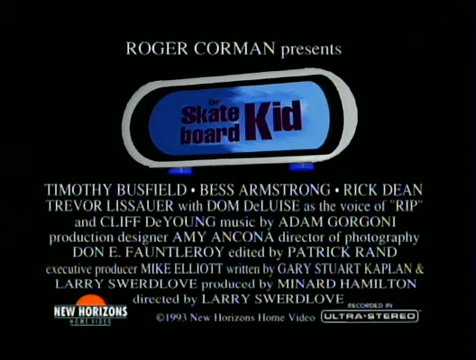 ROGER CORMAN presents
the
Skate
board Kid
TIMOTHY BUSFIELD • BESS ARMSTRONG • RICK DEAN
TREVOR LISSAUER with DOM DeLUISE as the voice of "RIP"
and CLIFF DeYOUNG music by ADAM GORGONI
production designer AMY ANCONA director of photography
DON E. FAUNTLEROY edited by PATRICK RAND
executive producer MIKE ELLIOTT written by GARY STUART KAPLAN &
LARRY SWERDLOVE produced by MINARD HAMILTON
directed by LARRY SWERDLOVE
NEW HORIZONS
HOME VIDEO
©1993 New Horizons Home Video
RECORDED IN
ULTRA-STEREO